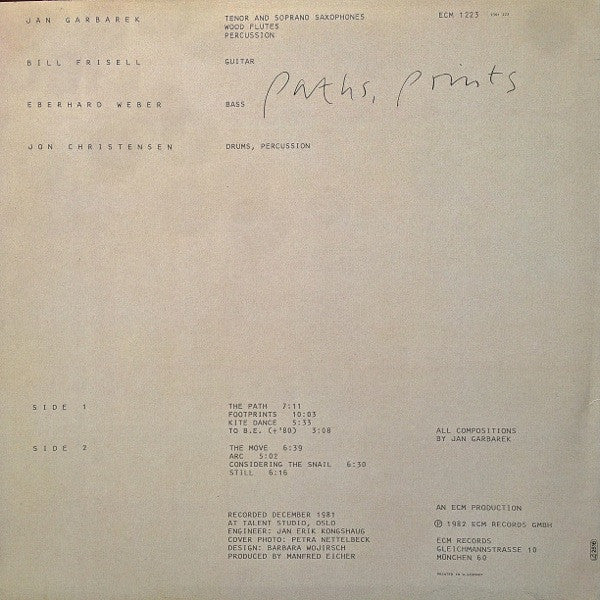 JAN GARBAREK TENOR AND SOPRANO SAXOPHONES ECM 1223
WOOD FLUTES
PERCUSSION
BILL FRISELL GUITAR
paths, prints
EBERHARD WEBER BASS
JON CHRISTENSEN DRUMS, PERCUSSION
SIDE 1 THE PATH 7:11
FOOTPRINTS 10:03
KITE DANCE 5:33
TO B.E. (+'80) 3:08
SIDE 2 THE MOVE 6:39
ARC 5:02
CONSIDERING THE SNAIL 6:30
STILL 6:16
ALL COMPOSITIONS
BY JAN GARBAREK
RECORDED DECEMBER 1981
AT TALENT STUDIO, OSLO
ENGINEER: JAN ERIK KONGSHAUG
COVER PHOTO: PETRA NETTELBECK
DESIGN: BARBARA WOJIRSCH
PRODUCED BY MANFRED EICHER
AN ECM PRODUCTION
℗ 1982 ECM RECORDS GMBH
ECM RECORDS
GLEICHMANNSTRASSE 10
MÜNCHEN 60
PRINTED IN W.GERMANY